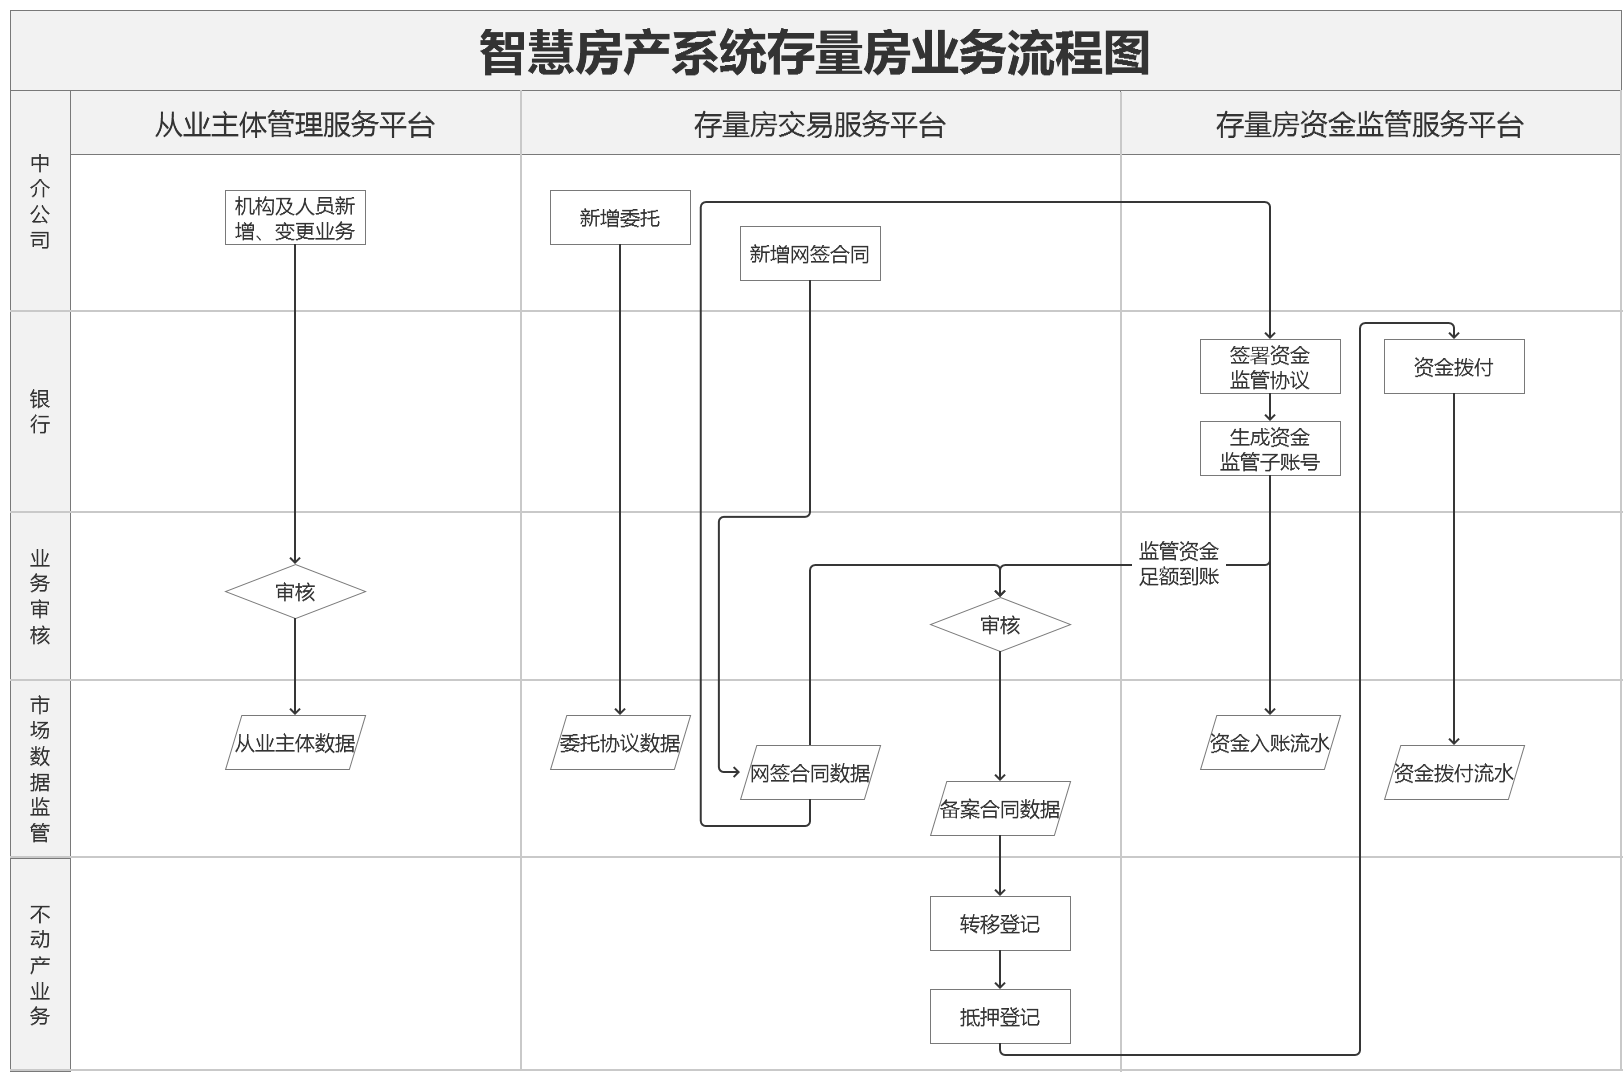 智慧房产系统存量房业务流程图
从业主体管理服务平台
存量房交易服务平台
存量房资金监管服务平台
中
介
公
司
机构及人员新
增、变更业务
新增委托
新增网签合同
银
行
签署资金
监管协议
资金拨付
生成资金
监管子账号
业
务
审
核
监管资金
足额到账
审核
审核
市
场
数
据
监
管
从业主体数据
委托协议数据
网签合同数据
备案合同数据
资金入账流水
资金拨付流水
不
动
产
业
务
转移登记
抵押登记